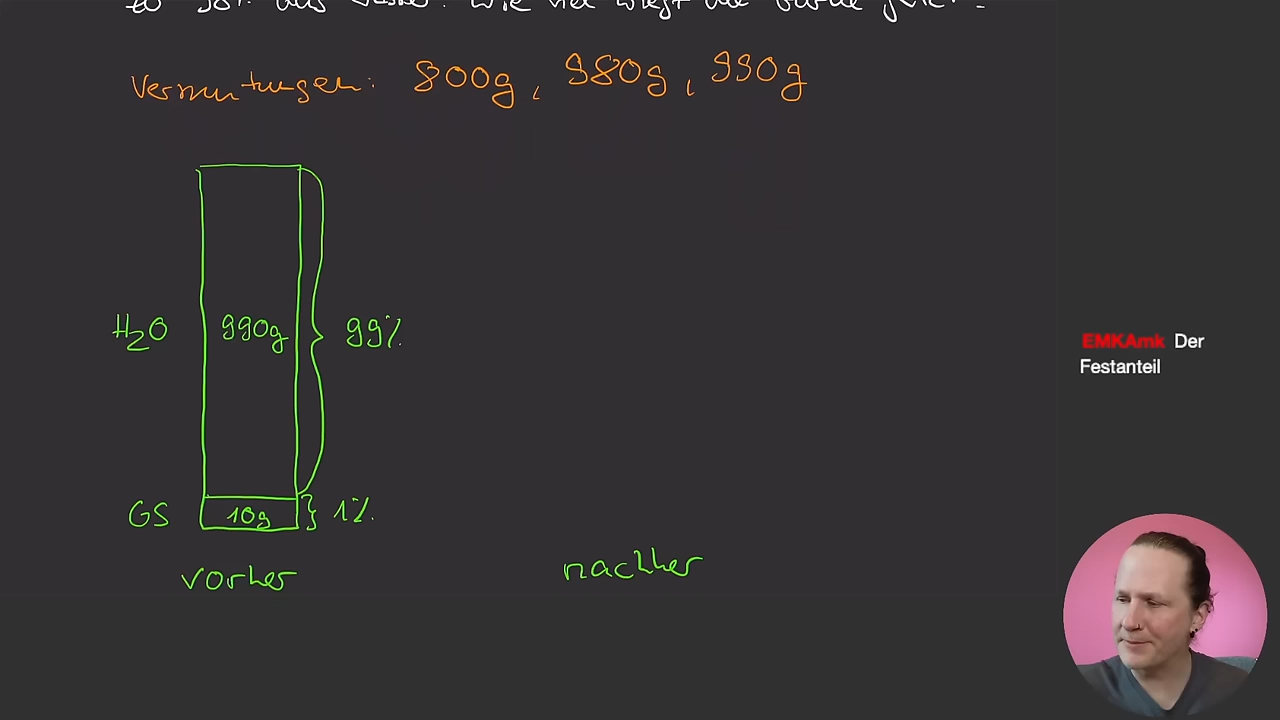 Vermutungen: 800g, 980g, 990g
H2O 990g 99%
EMKAmk Der
Festanteil
GS 10g 1%
vorher nachher